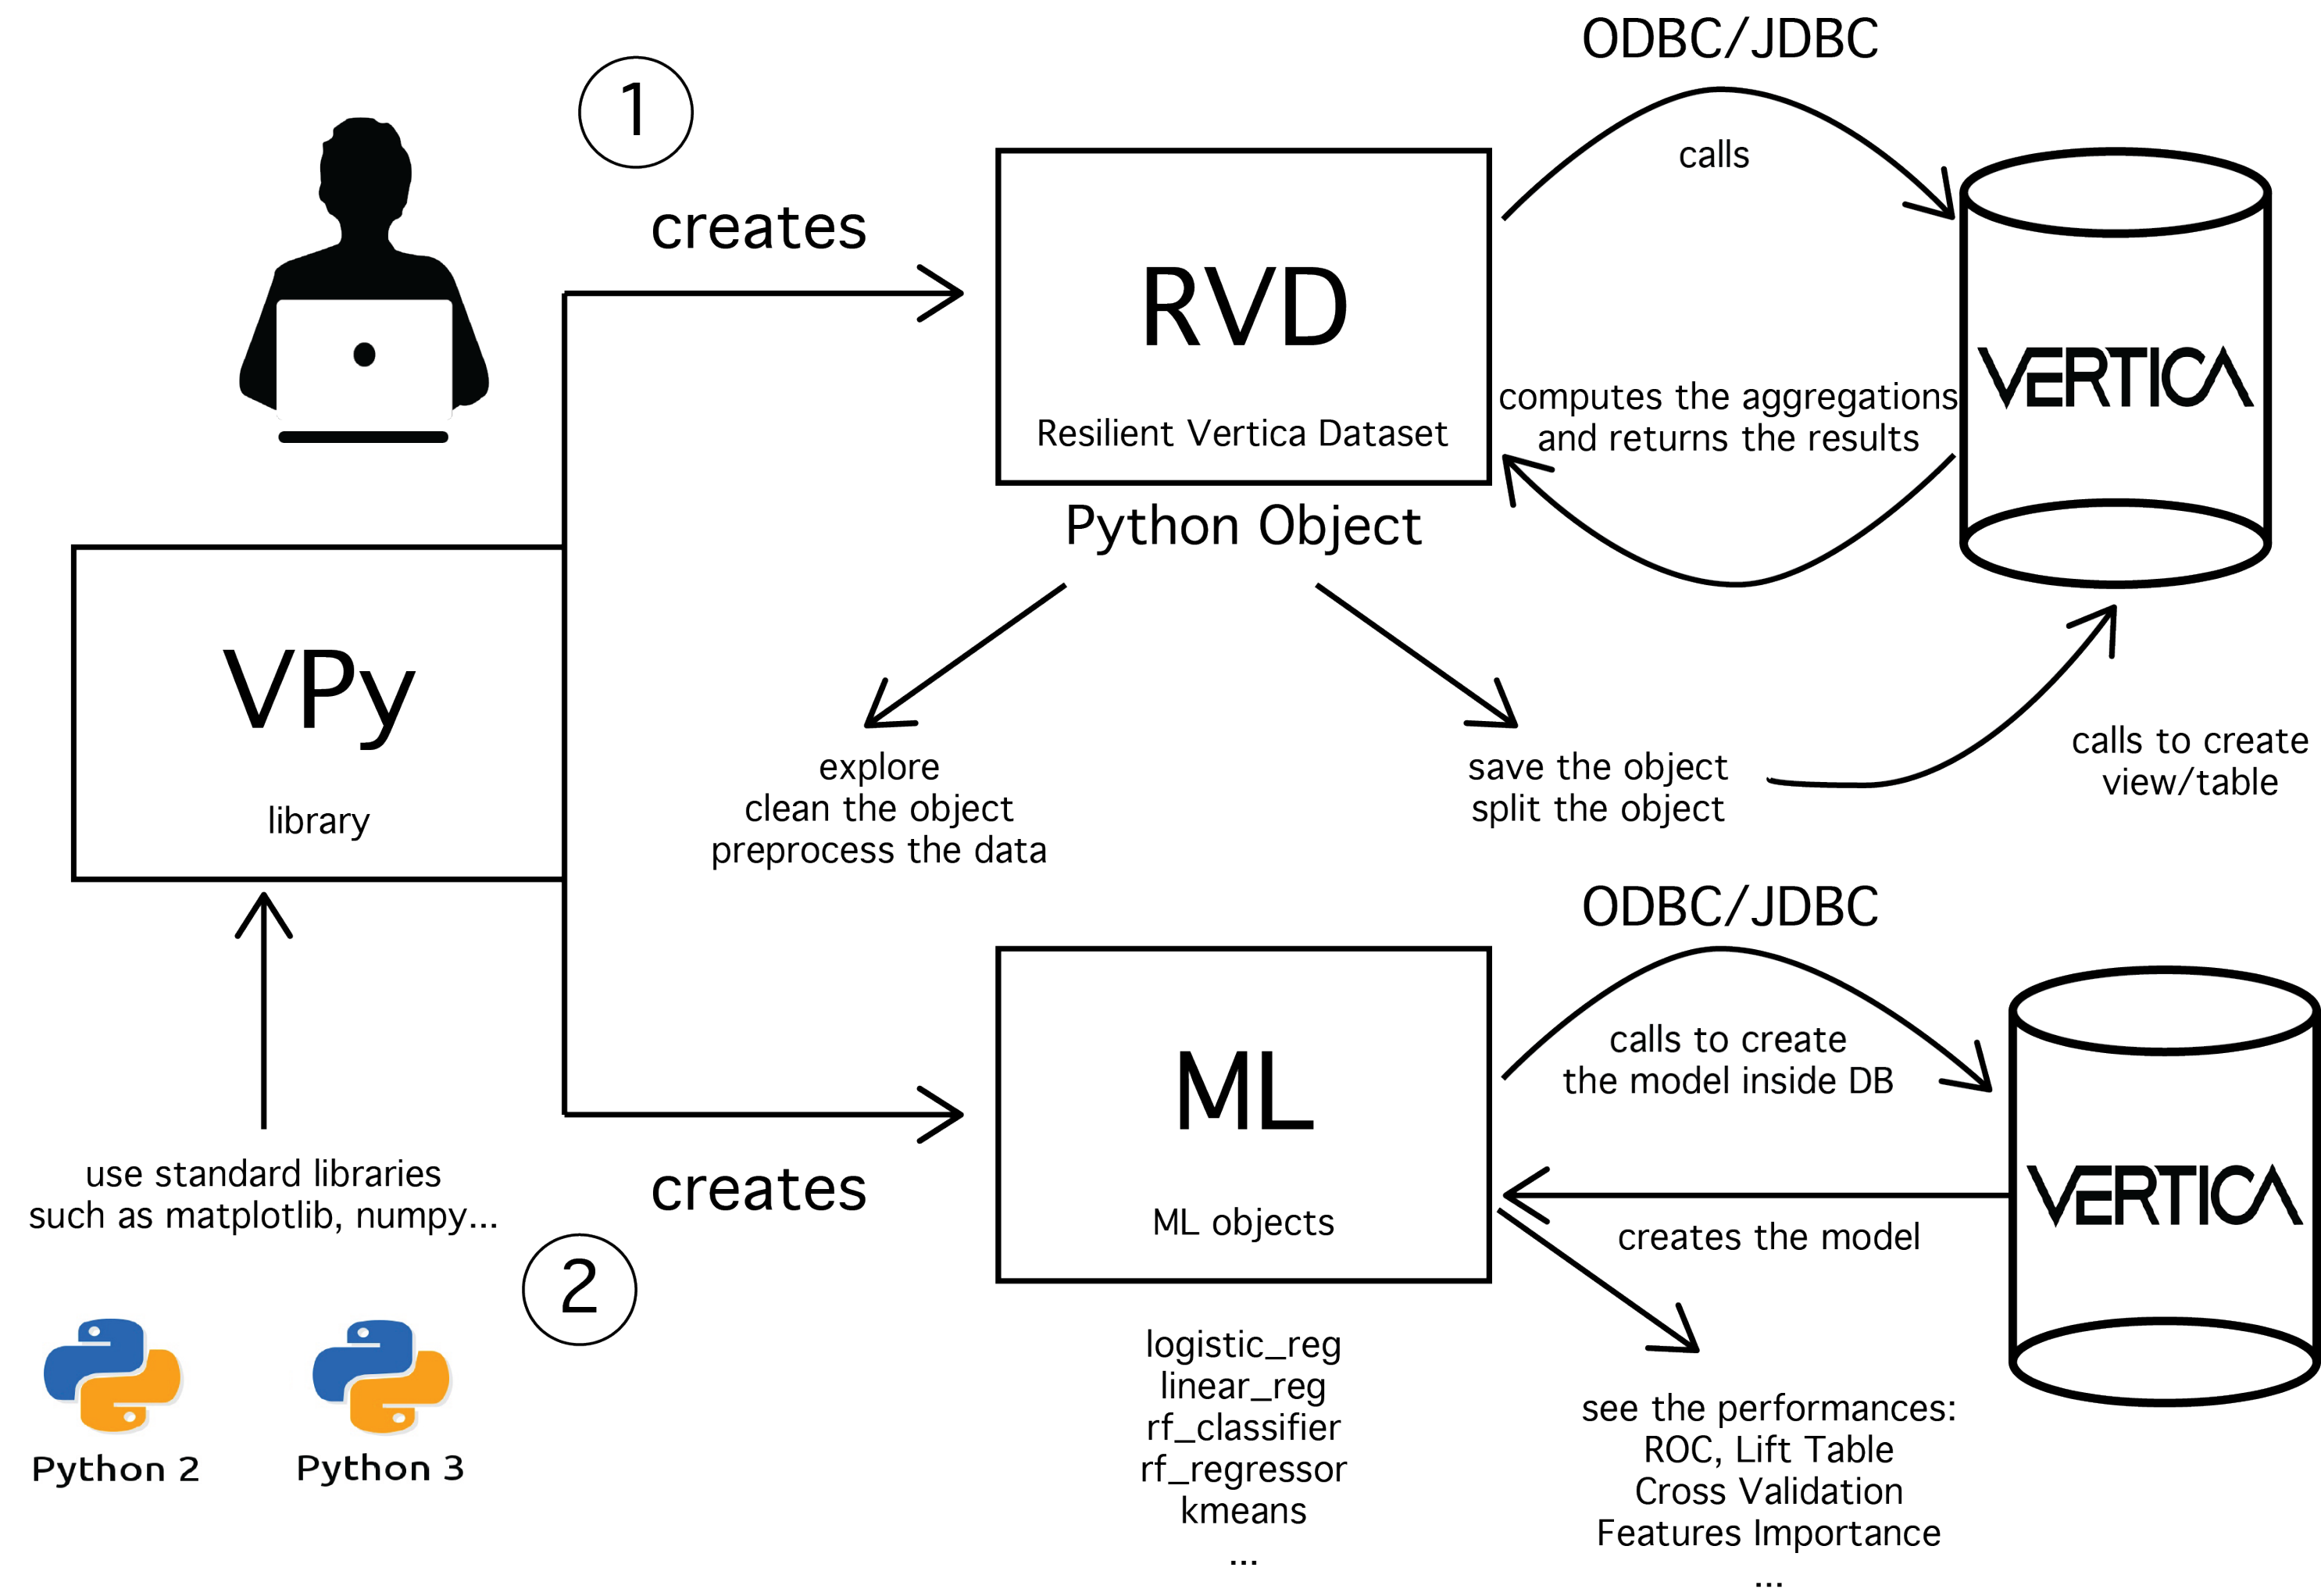 1
creates
RVD
Resilient Vertica Dataset
Python Object
ODBC/JDBC
calls
computes the aggregations
and returns the results
VERTICA
explore
clean the object
preprocess the data
save the object
split the object
calls to create
view/table
VPy
library
use standard libraries
such as matplotlib, numpy...
Python 2
Python 3
2
creates
ML
ML objects
logistic_reg
linear_reg
rf_classifier
rf_regressor
kmeans
...
ODBC/JDBC
calls to create
the model inside DB
creates the model
VERTICA
see the performances:
ROC, Lift Table
Cross Validation
Features Importance
...